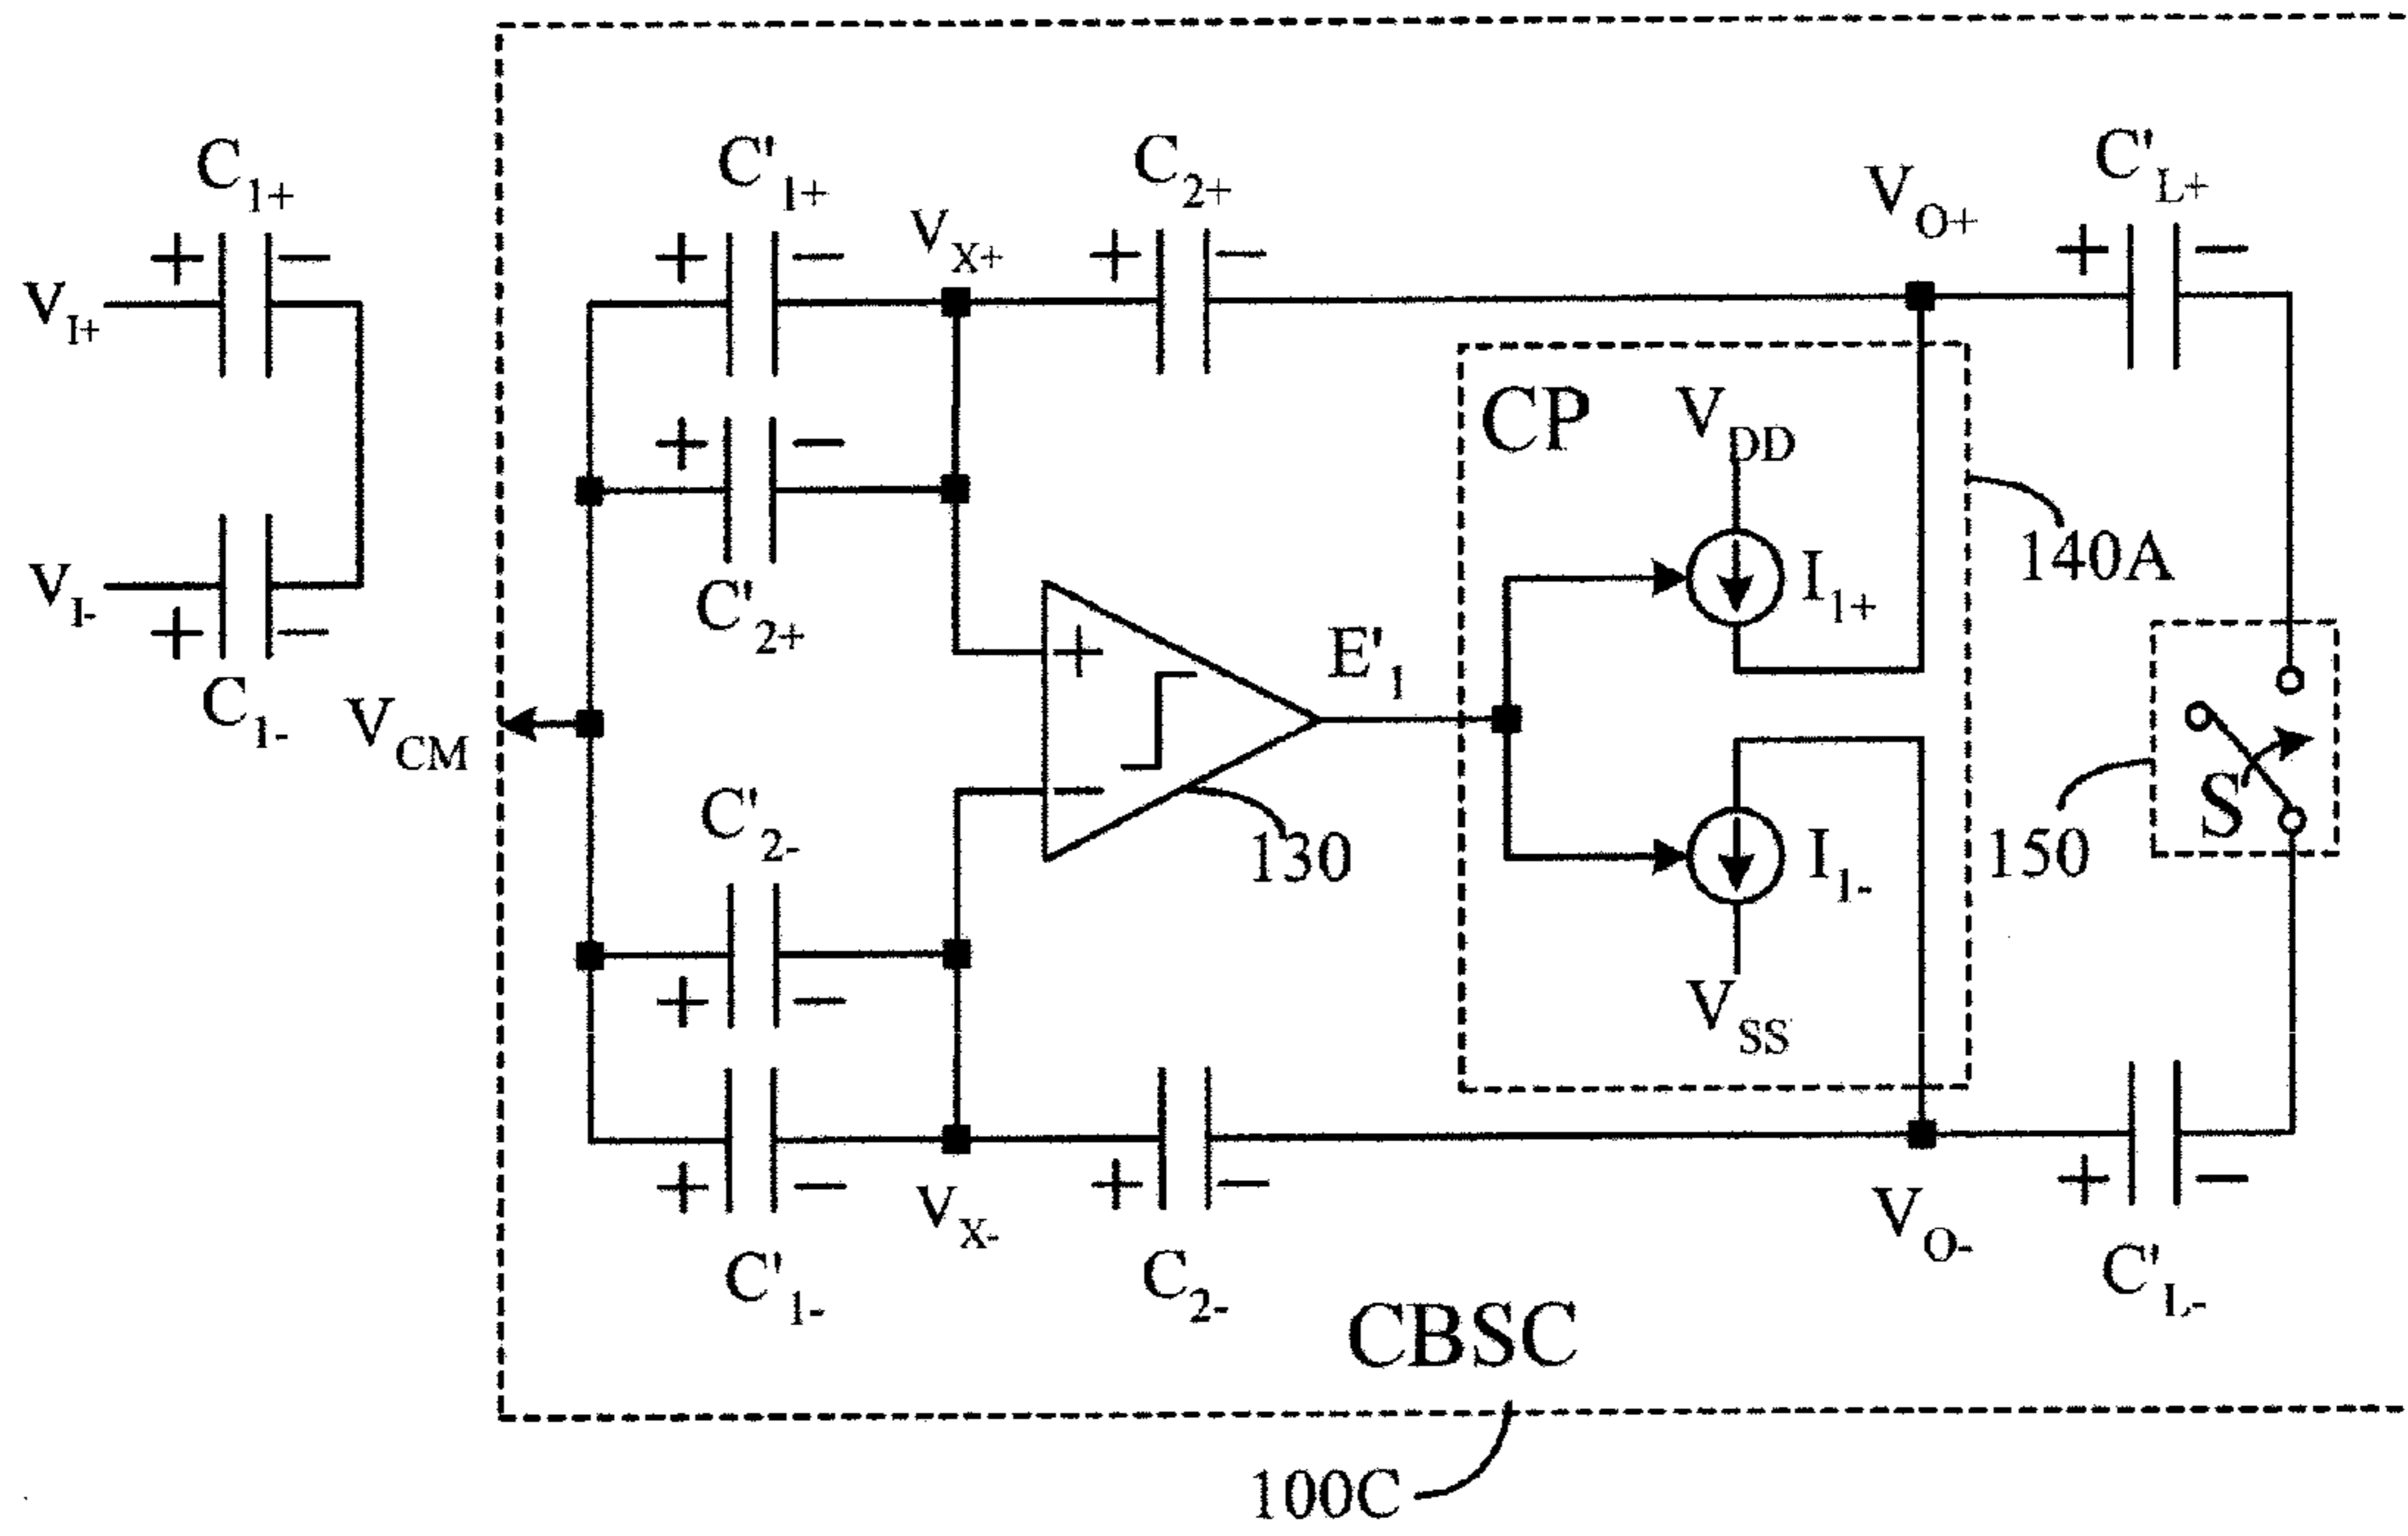 C1+
VI+
VI-
C1-
VCM
C'1+
VX+
C2+
VO+
C'L+
C'2+
CP
VDD
I1+
140A
E'1
130
I1-
VSS
S
150
C'2-
C'1-
VX-
C2-
VO-
C'L-
CBSC
100C